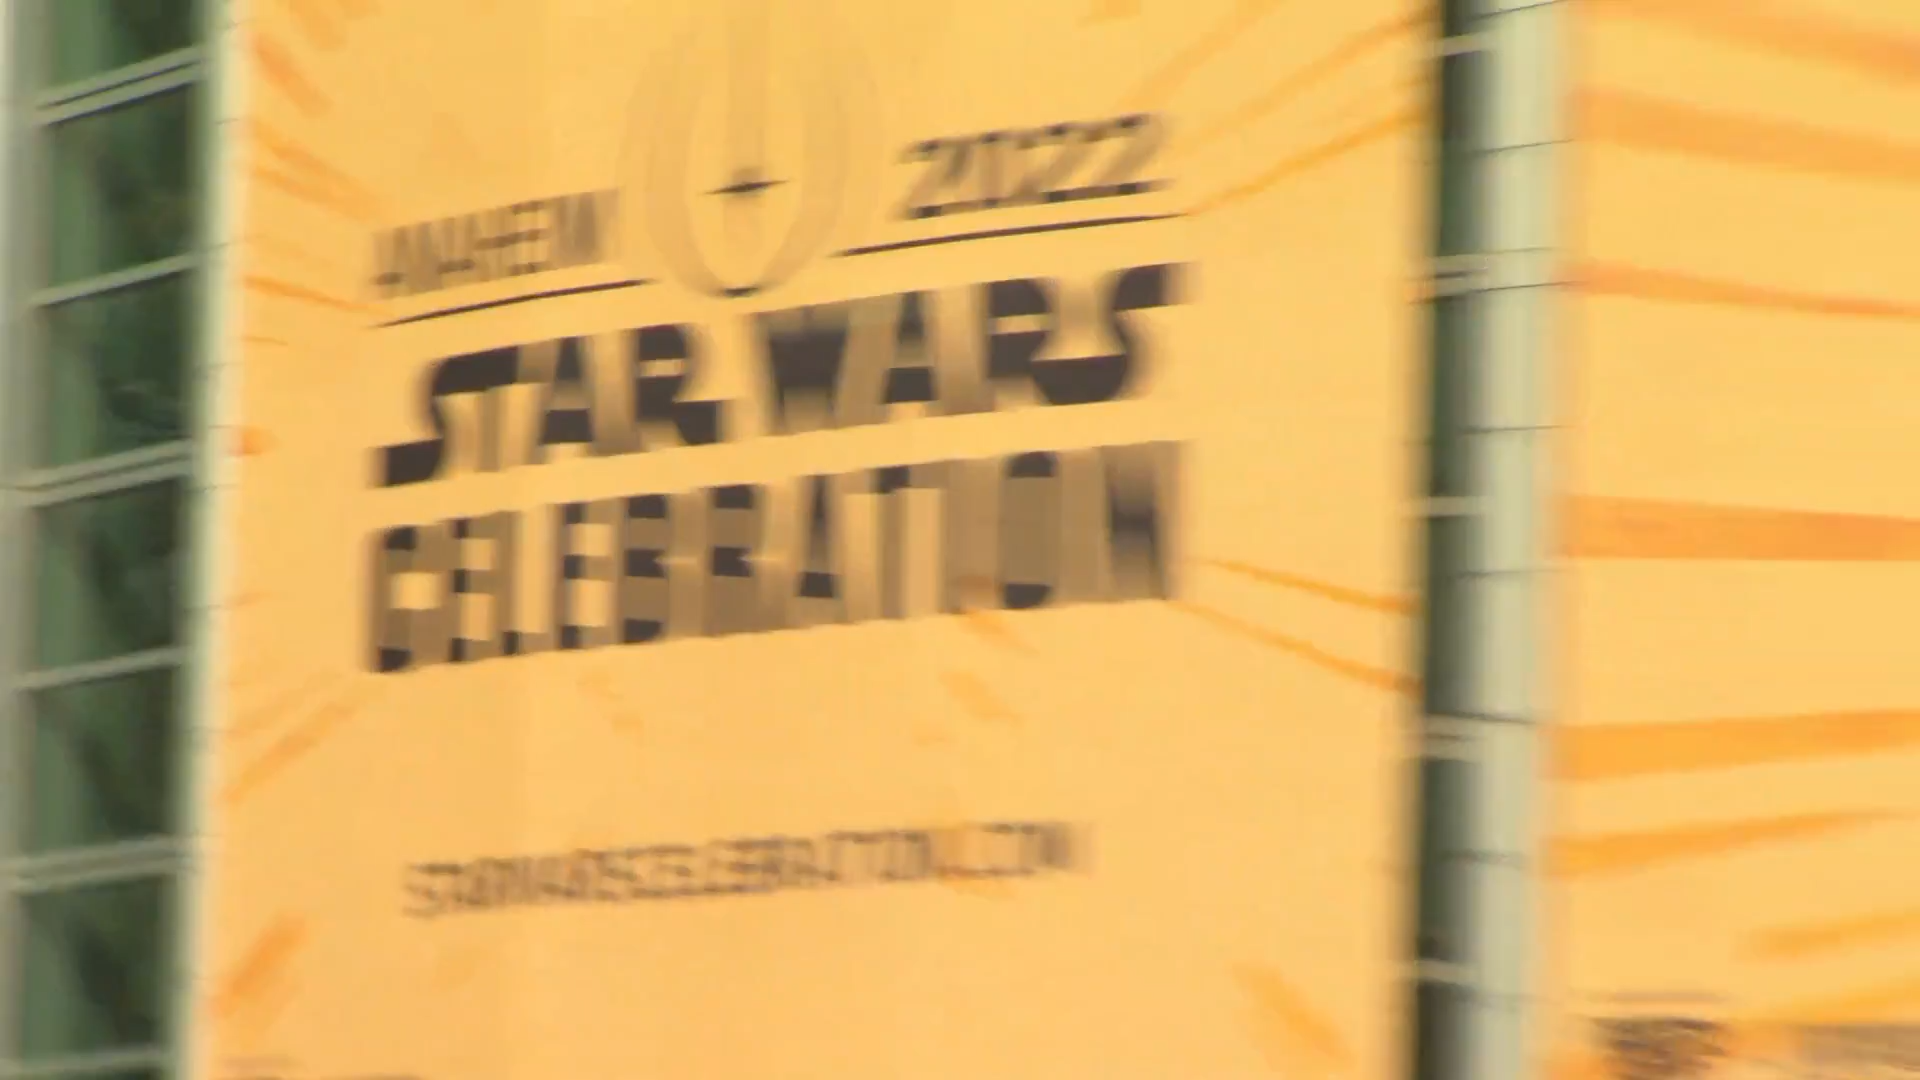 ANAHEIM 2022
STAR WARS
CELEBRATION
STARWARSCELEBRATION.COM